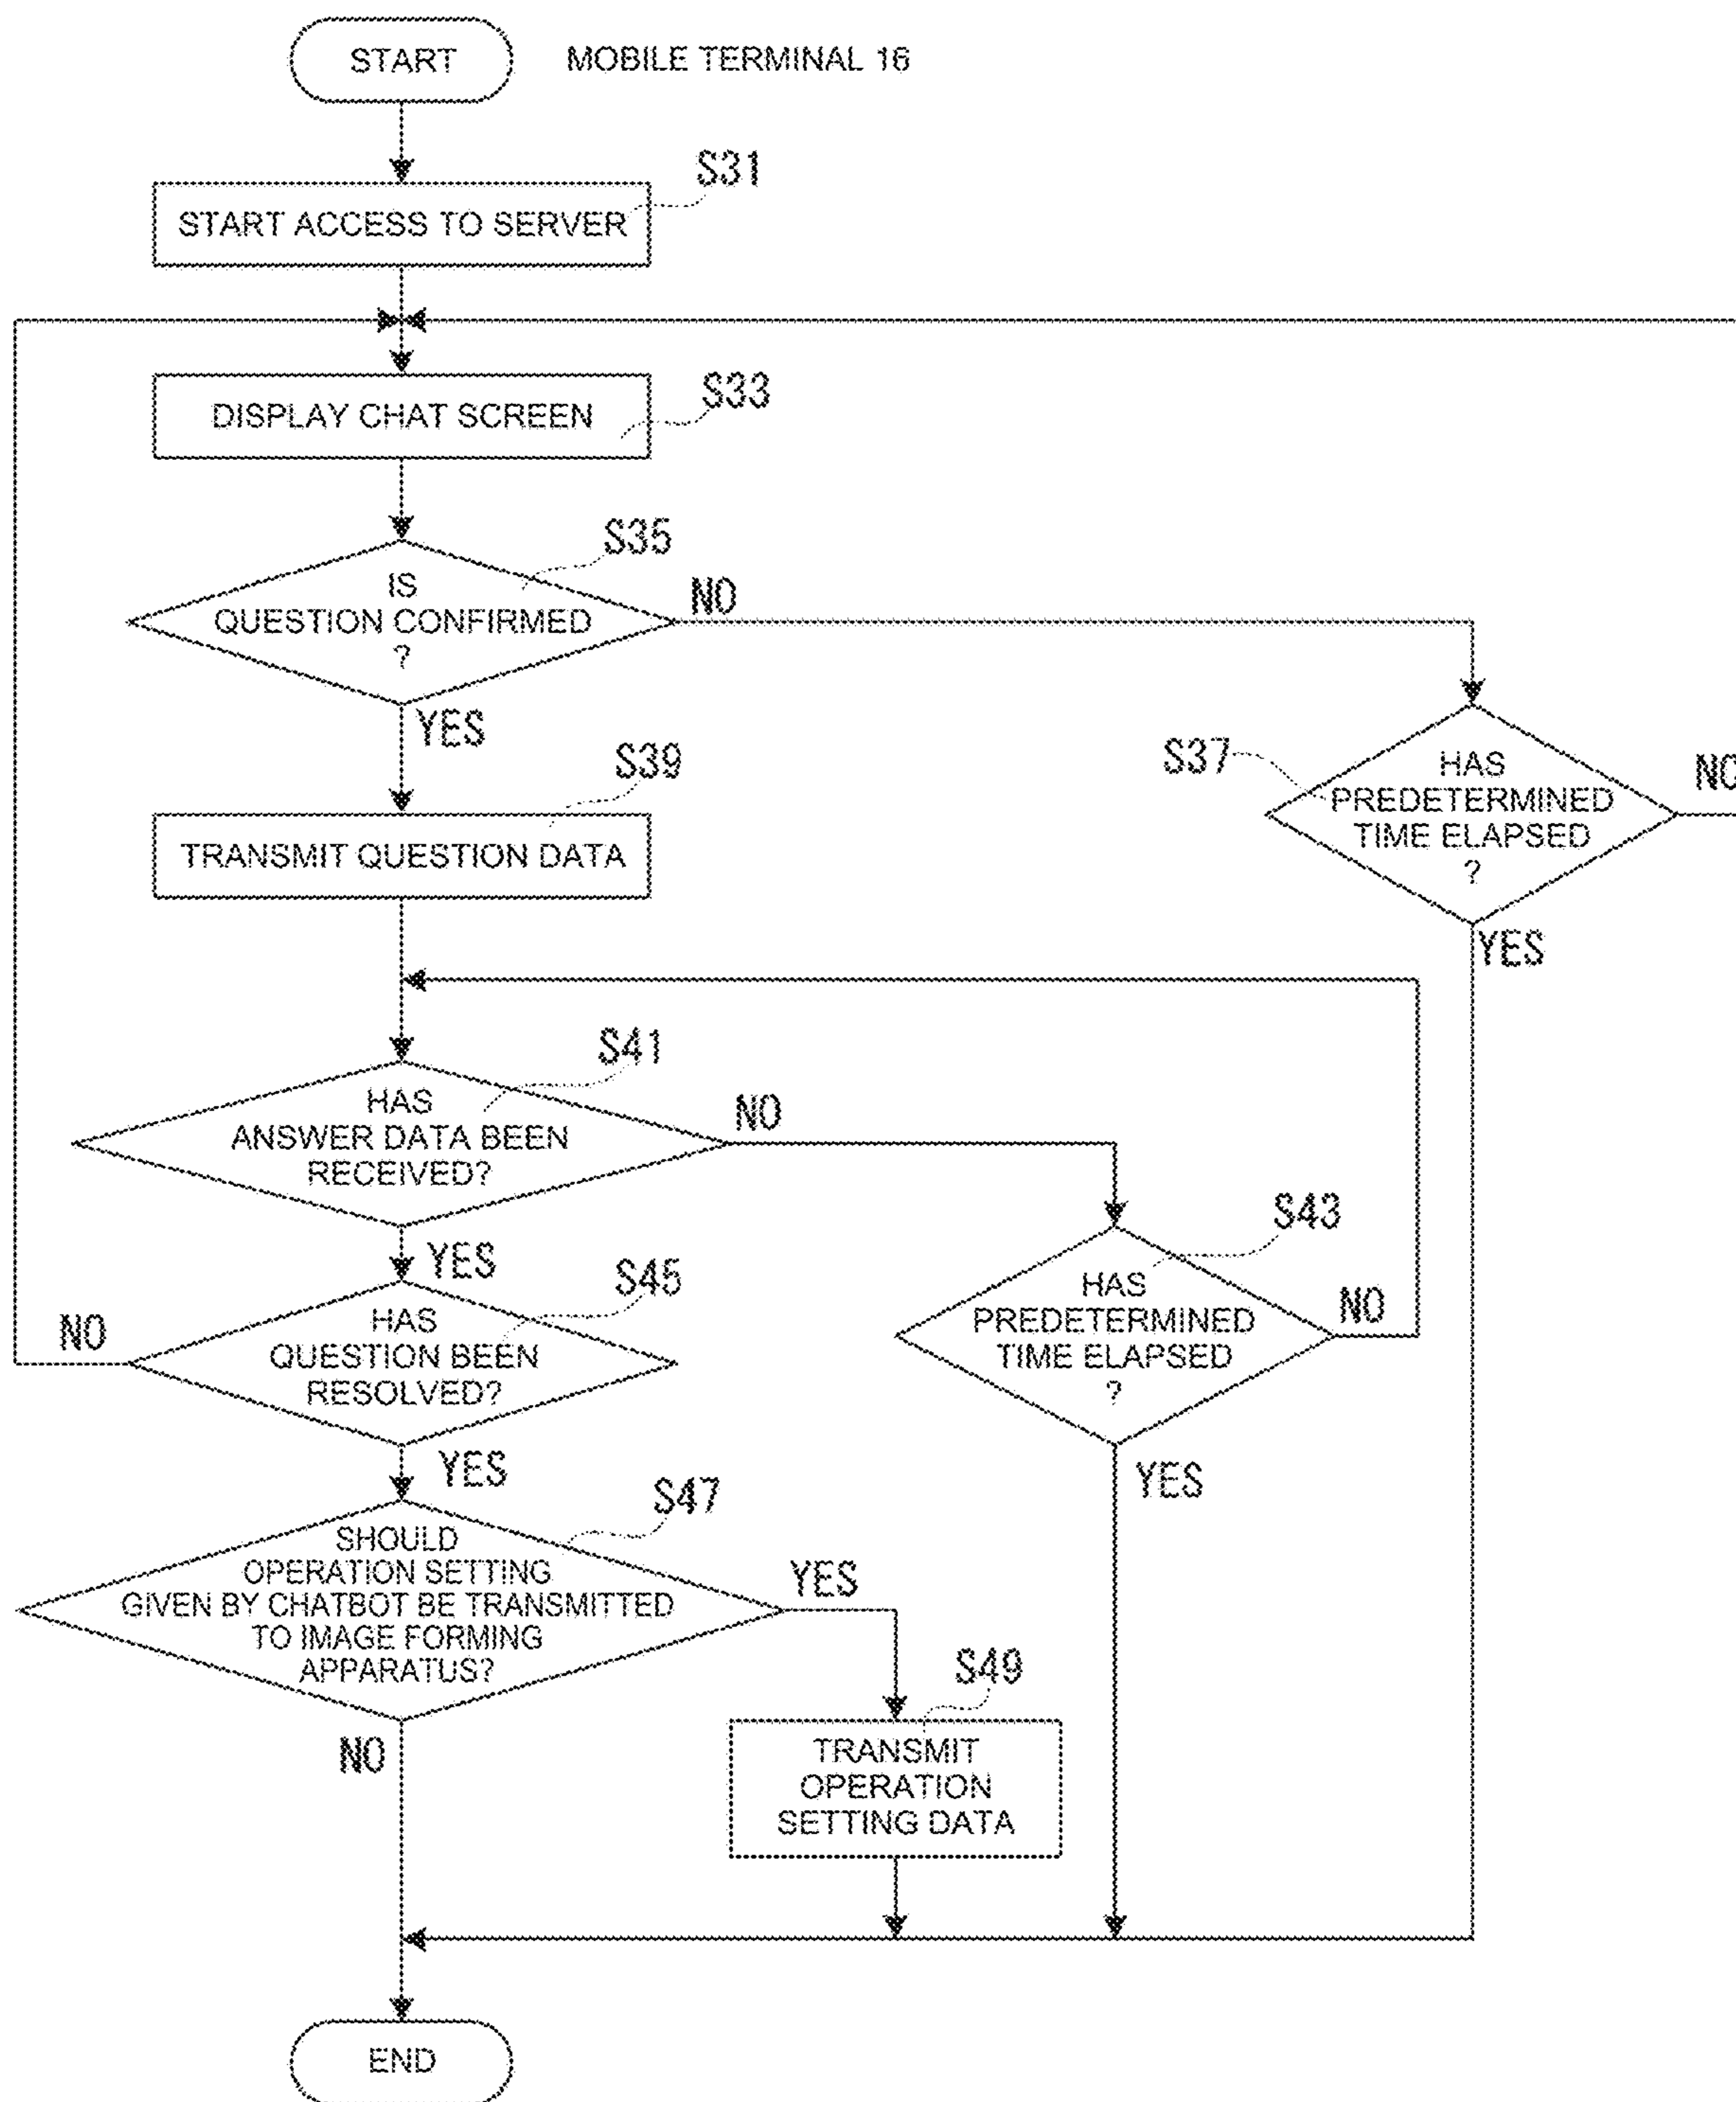 START
MOBILE TERMINAL 16
S31
START ACCESS TO SERVER
S33
DISPLAY CHAT SCREEN
S35
IS
QUESTION CONFIRMED
?
NO
YES
S37
HAS
PREDETERMINED
TIME ELAPSED
?
NO
YES
S39
TRANSMIT QUESTION DATA
S41
HAS
ANSWER DATA BEEN
RECEIVED?
NO
YES
S43
HAS
PREDETERMINED
TIME ELAPSED
?
NO
YES
S45
HAS
QUESTION BEEN
RESOLVED?
NO
YES
S47
SHOULD
OPERATION SETTING
GIVEN BY CHATBOT BE TRANSMITTED
TO IMAGE FORMING
APPARATUS?
YES
NO
S49
TRANSMIT
OPERATION
SETTING DATA
END